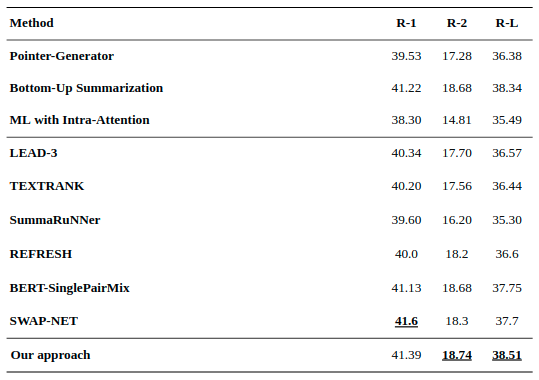 Method R-1 R-2 R-L
Pointer-Generator 39.53 17.28 36.38
Bottom-Up Summarization 41.22 18.68 38.34
ML with Intra-Attention 38.30 14.81 35.49
LEAD-3 40.34 17.70 36.57
TEXTRANK 40.20 17.56 36.44
SummaRuNNer 39.60 16.20 35.30
REFRESH 40.0 18.2 36.6
BERT-SinglePairMix 41.13 18.68 37.75
SWAP-NET 41.6 18.3 37.7
Our approach 41.39 18.74 38.51